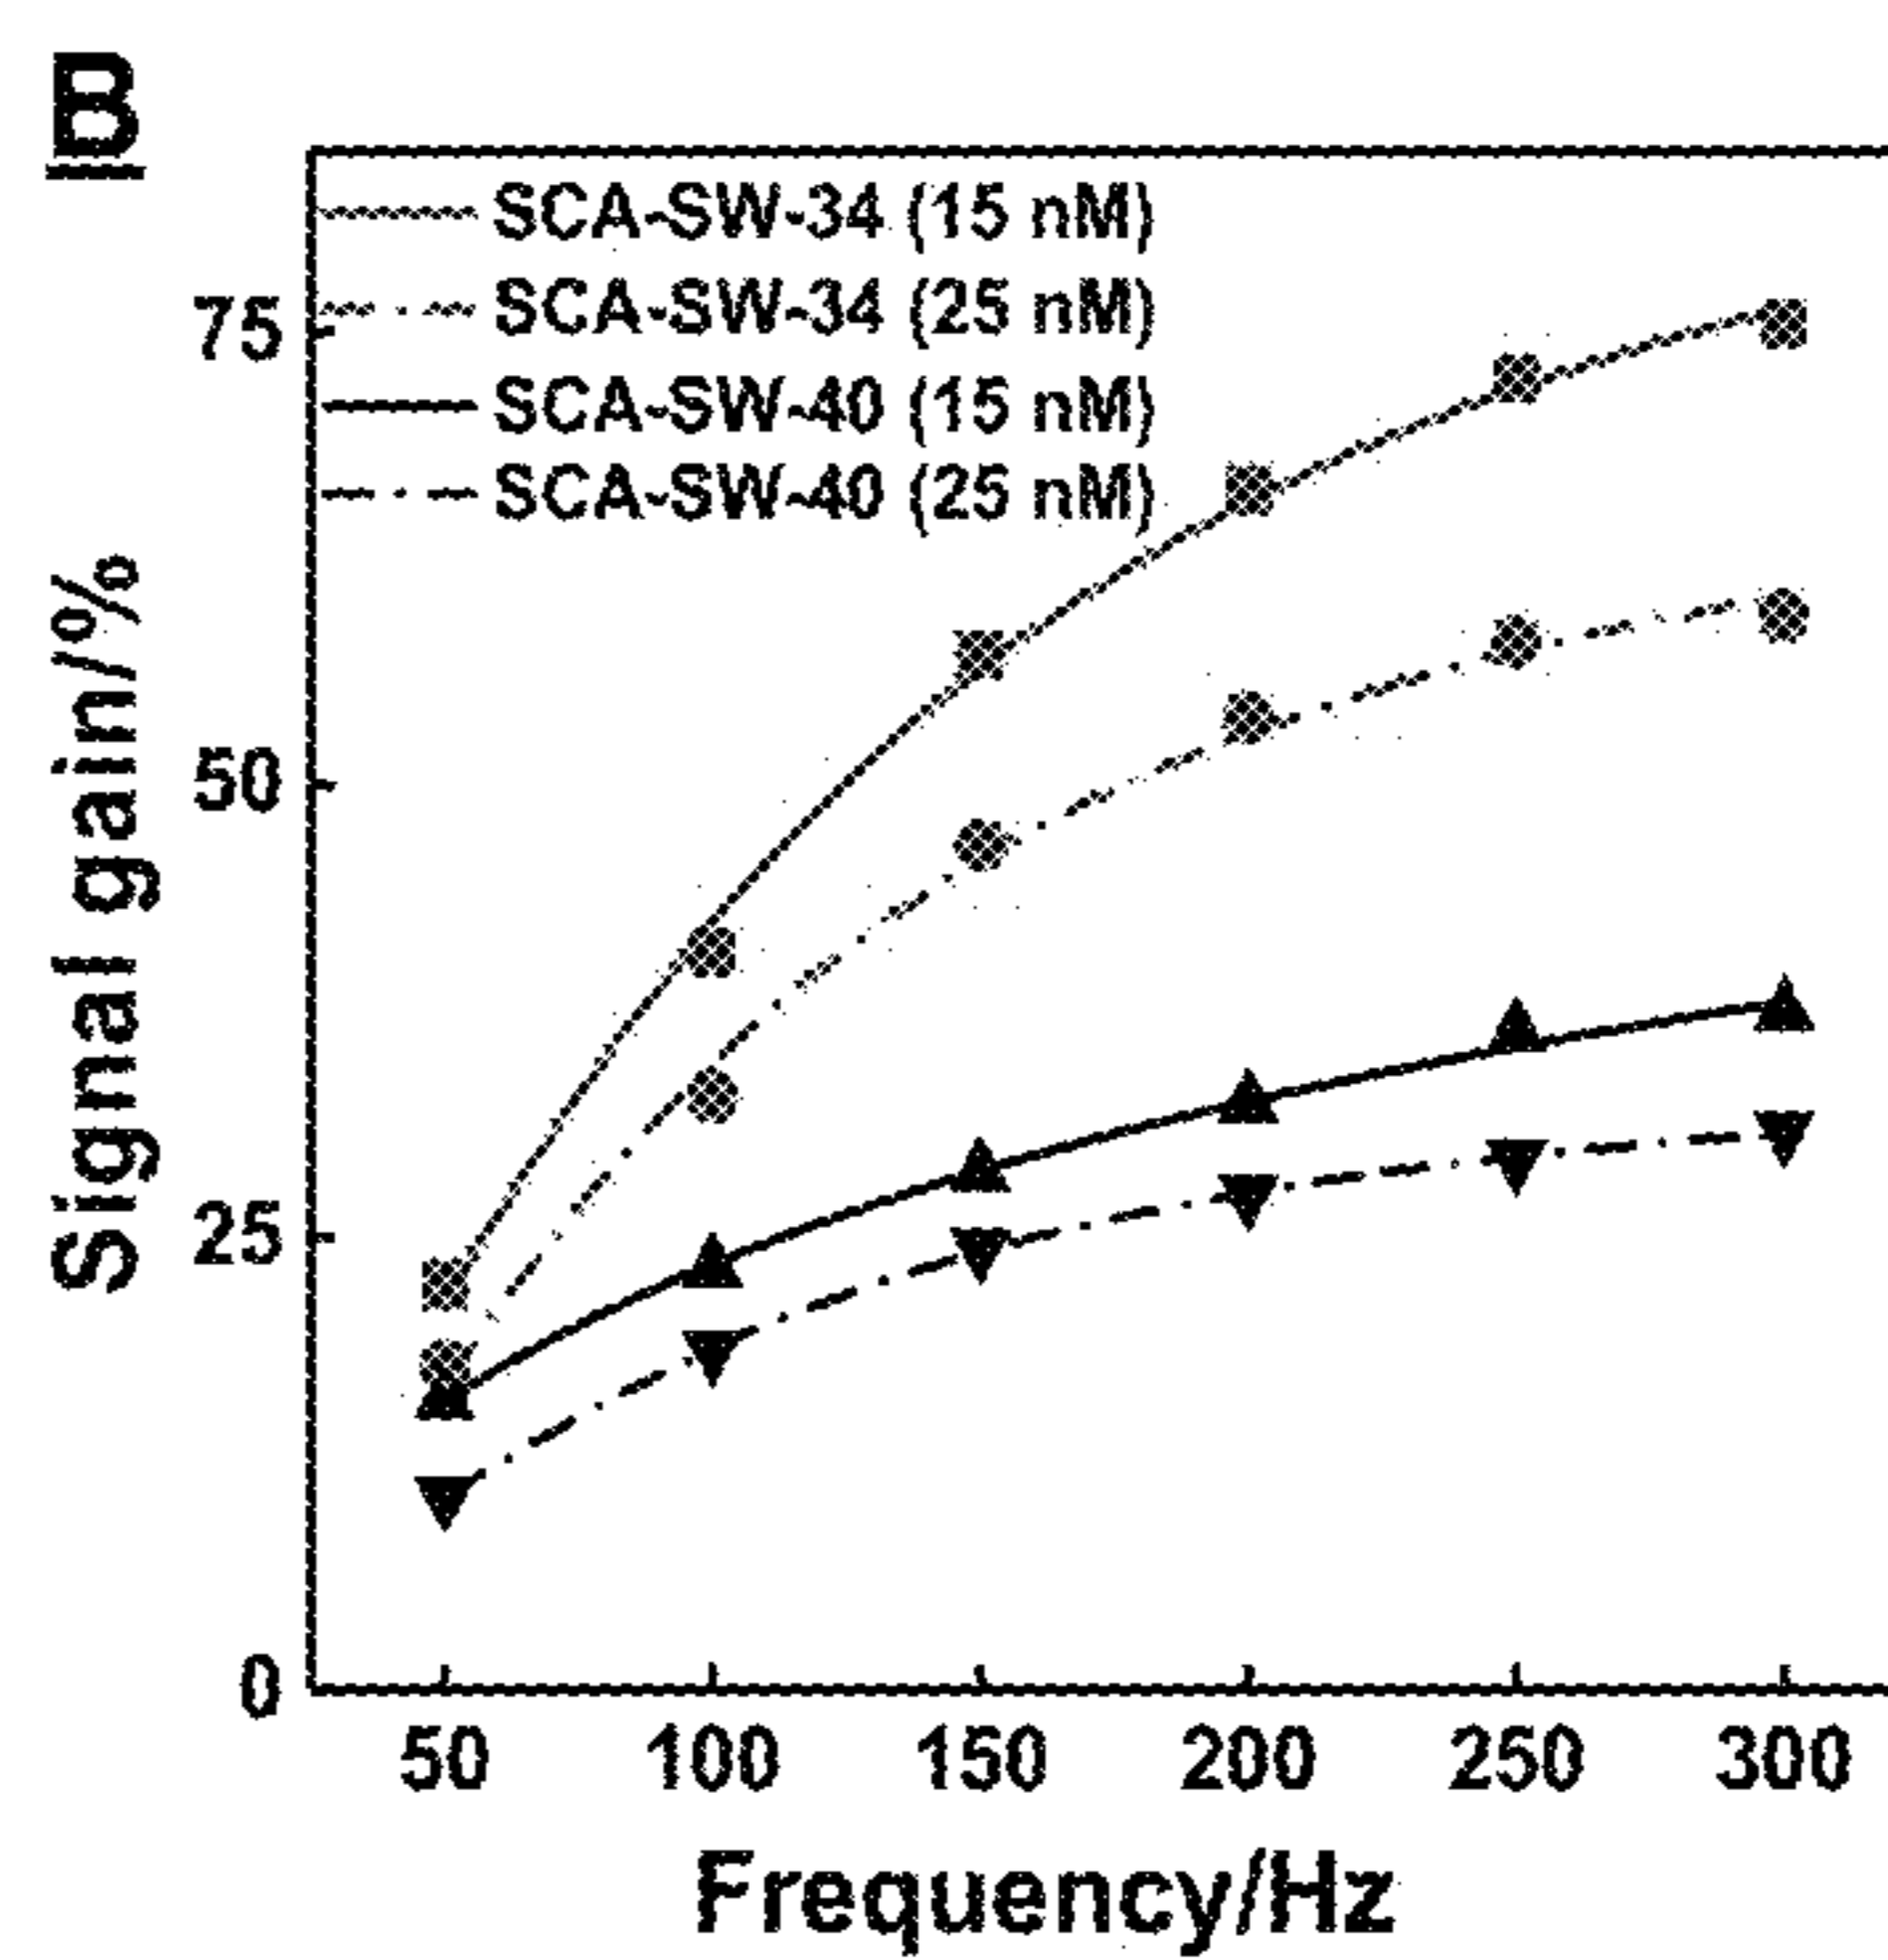 B
SCA-SW-34 (15 nM)
SCA-SW-34 (25 nM)
SCA-SW-40 (15 nM)
SCA-SW-40 (25 nM)
Signal gain/%
75
50
25
0
50 100 150 200 250 300
Frequency/Hz